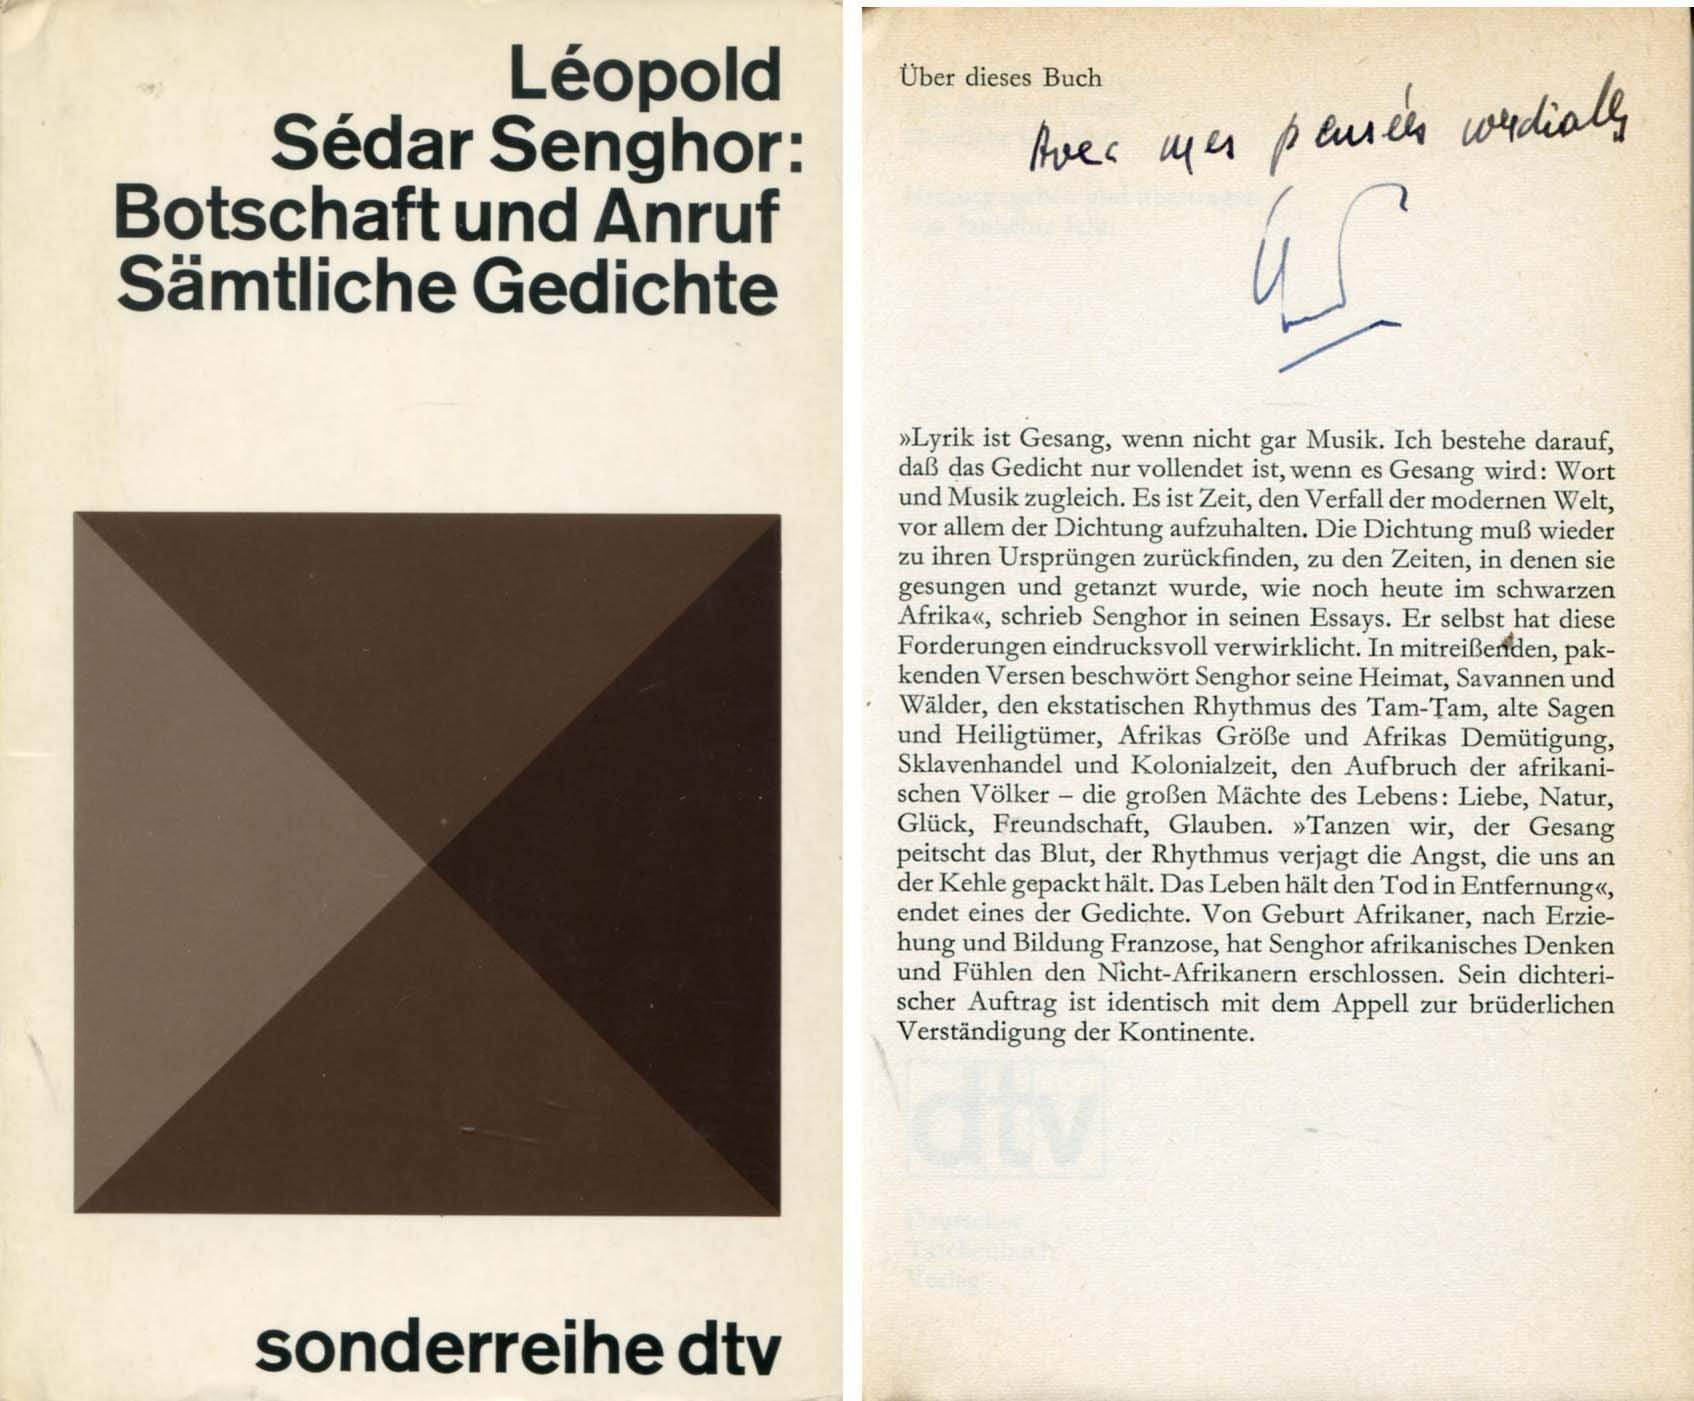 Léopold
Sédar Senghor:
Botschaft und Anruf
Sämtliche Gedichte
sonderreihe dtv
Über dieses Buch
Avec mes pensées cordiales
»Lyrik ist Gesang, wenn nicht gar Musik. Ich bestehe darauf,
daß das Gedicht nur vollendet ist, wenn es Gesang wird: Wort
und Musik zugleich. Es ist Zeit, den Verfall der modernen Welt,
vor allem der Dichtung aufzuhalten. Die Dichtung muß wieder
zu ihren Ursprüngen zurückfinden, zu den Zeiten, in denen sie
gesungen und getanzt wurde, wie noch heute im schwarzen
Afrika«, schrieb Senghor in seinen Essays. Er selbst hat diese
Forderungen eindrucksvoll verwirklicht. In mitreißenden, pak-
kenden Versen beschwört Senghor seine Heimat, Savannen und
Wälder, den ekstatischen Rhythmus des Tam-Tam, alte Sagen
und Heiligtümer, Afrikas Größe und Afrikas Demütigung,
Sklavenhandel und Kolonialzeit, den Aufbruch der afrikani-
schen Völker – die großen Mächte des Lebens: Liebe, Natur,
Glück, Freundschaft, Glauben. »Tanzen wir, der Gesang
peitscht das Blut, der Rhythmus verjagt die Angst, die uns an
der Kehle gepackt hält. Das Leben hält den Tod in Entfernung«,
endet eines der Gedichte. Von Geburt Afrikaner, nach Erzie-
hung und Bildung Franzose, hat Senghor afrikanisches Denken
und Fühlen den Nicht-Afrikanern erschlossen. Sein dichteri-
scher Auftrag ist identisch mit dem Appell zur brüderlichen
Verständigung der Kontinente.
dtv